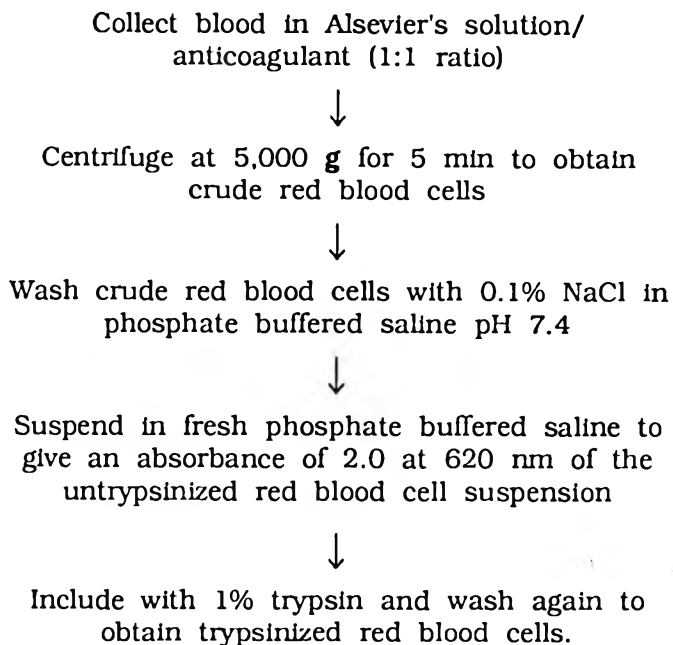 Collect blood in Alsevier's solution/
anticoagulant (1:1 ratio)
↓
Centrifuge at 5,000 g for 5 min to obtain
crude red blood cells
↓
Wash crude red blood cells with 0.1% NaCl in
phosphate buffered saline pH 7.4
↓
Suspend in fresh phosphate buffered saline to
give an absorbance of 2.0 at 620 nm of the
untrypsinized red blood cell suspension
↓
Include with 1% trypsin and wash again to
obtain trypsinized red blood cells.